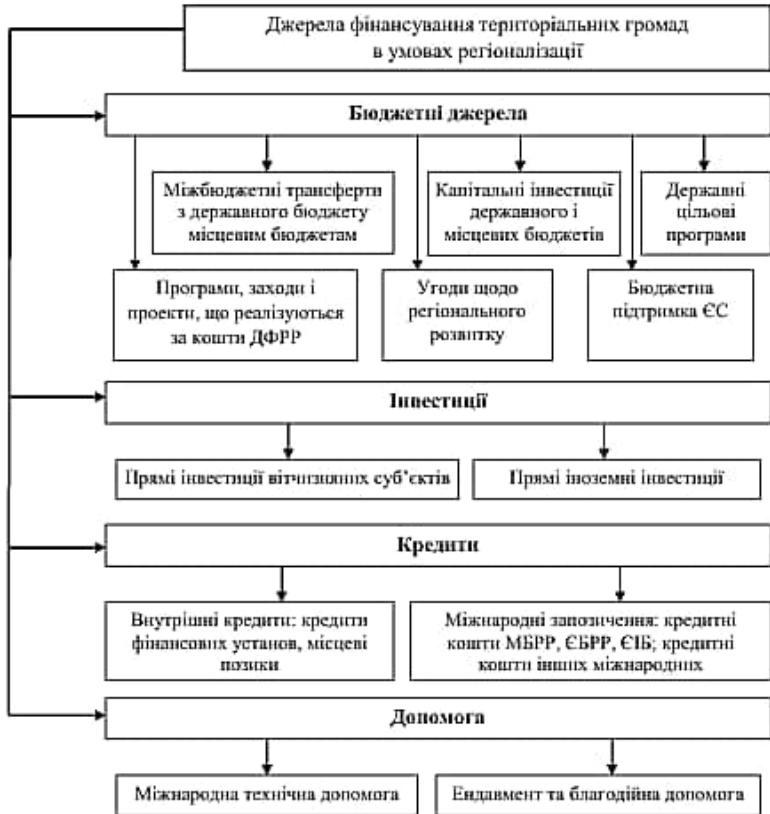 Джерела фінансування територіальних громад
в умовах регіоналізації
Бюджетні джерела
Міжбюджетні трансферти
з державного бюджету
місцевим бюджетам
Капітальні інвестиції
державного і
місцевих бюджетів
Державні
цільові
програми
Програми, заходи і
проекти, що реалізуються
за кошти ДФРР
Угоди щодо
регіонального
розвитку
Бюджетна
підтримка ЄС
Інвестиції
Прямі інвестиції вітчизняних суб’єктів
Прямі іноземні інвестиції
Кредити
Внутрішні кредити: кредити
фінансових установ, місцеві
позики
Міжнародні запозичення: кредитні
кошти МБРР, ЄБРР, ЄІБ; кредитні
кошти інших міжнародних
Допомога
Міжнародна технічна допомога
Ендавмент та благодійна допомога